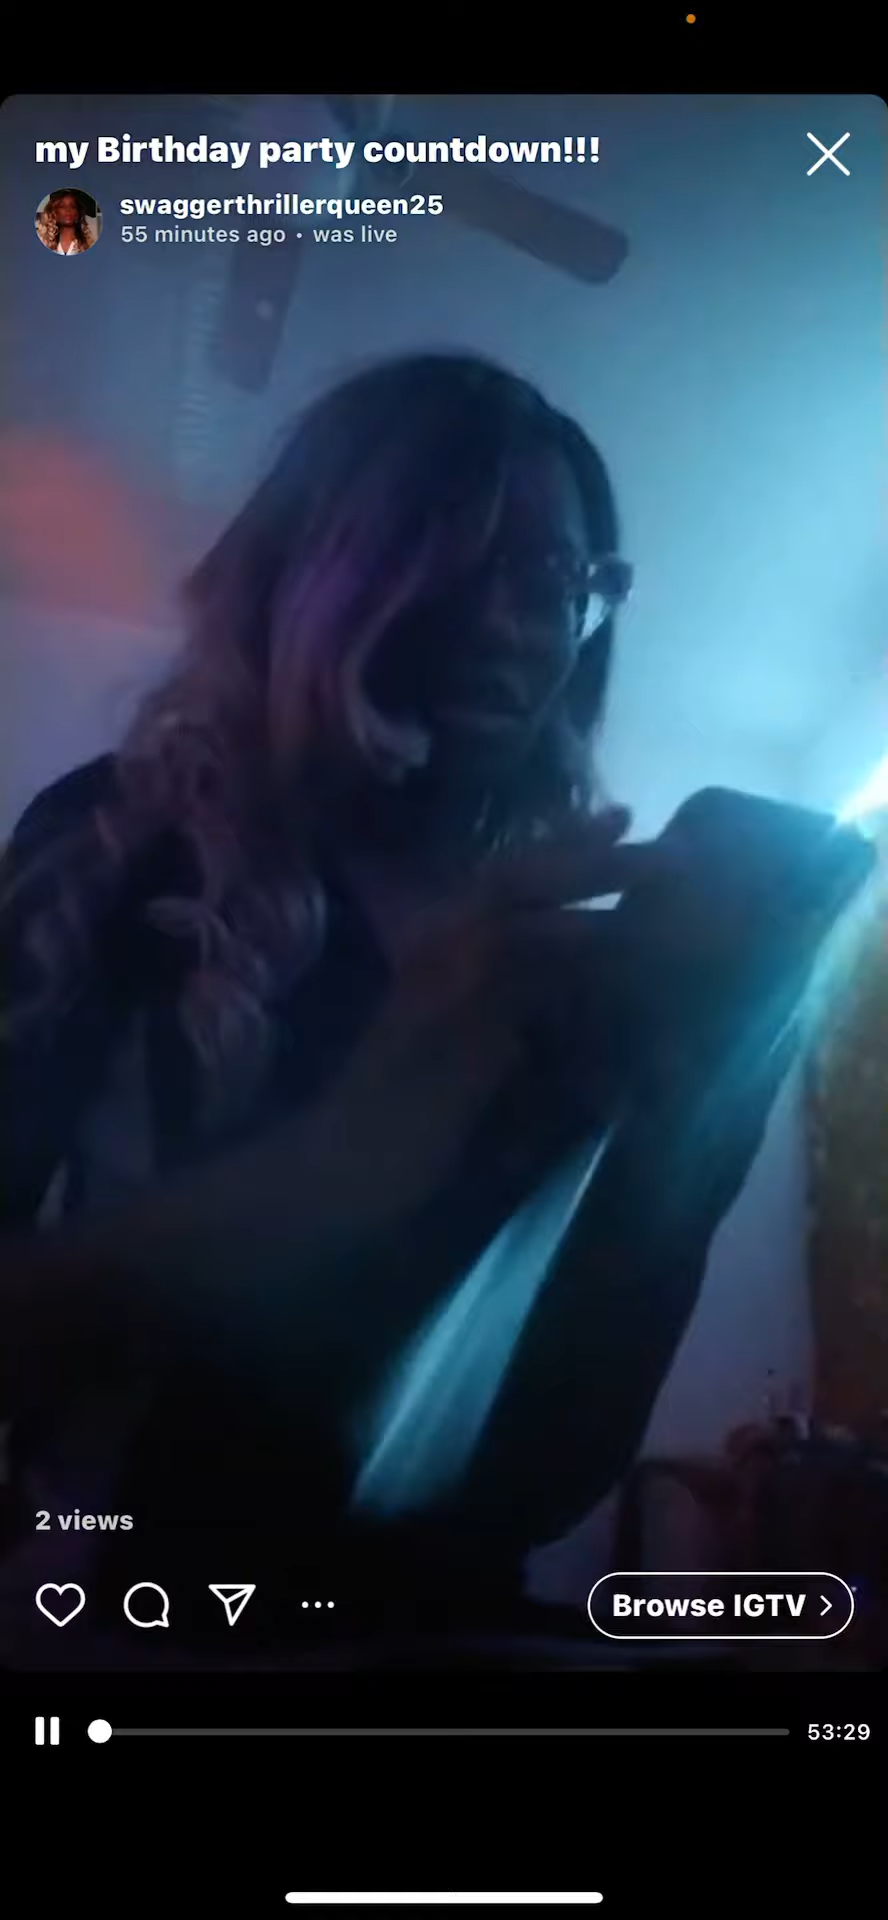 my Birthday party countdown!!!
swaggerthrillerqueen25
55 minutes ago • was live
2 views
Browse IGTV
53:29